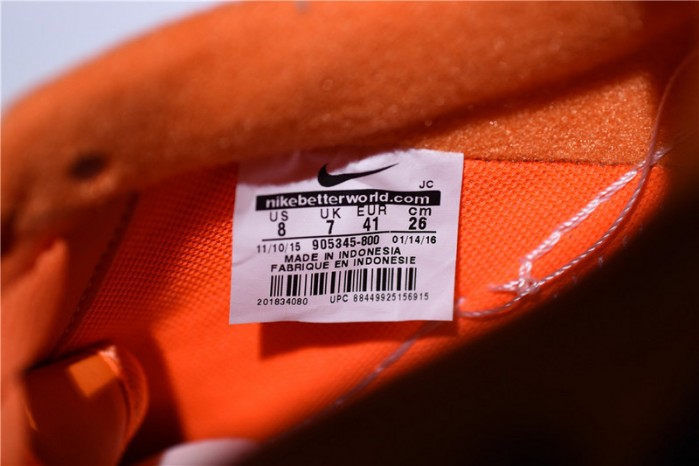 JC
nikebetterworld.com
US UK EUR cm
8 7 41 26
11/10/15 905345-800 01/14/16
MADE IN INDONESIA
FABRIQUE EN INDONESIE
201834080 UPC 88449925156915